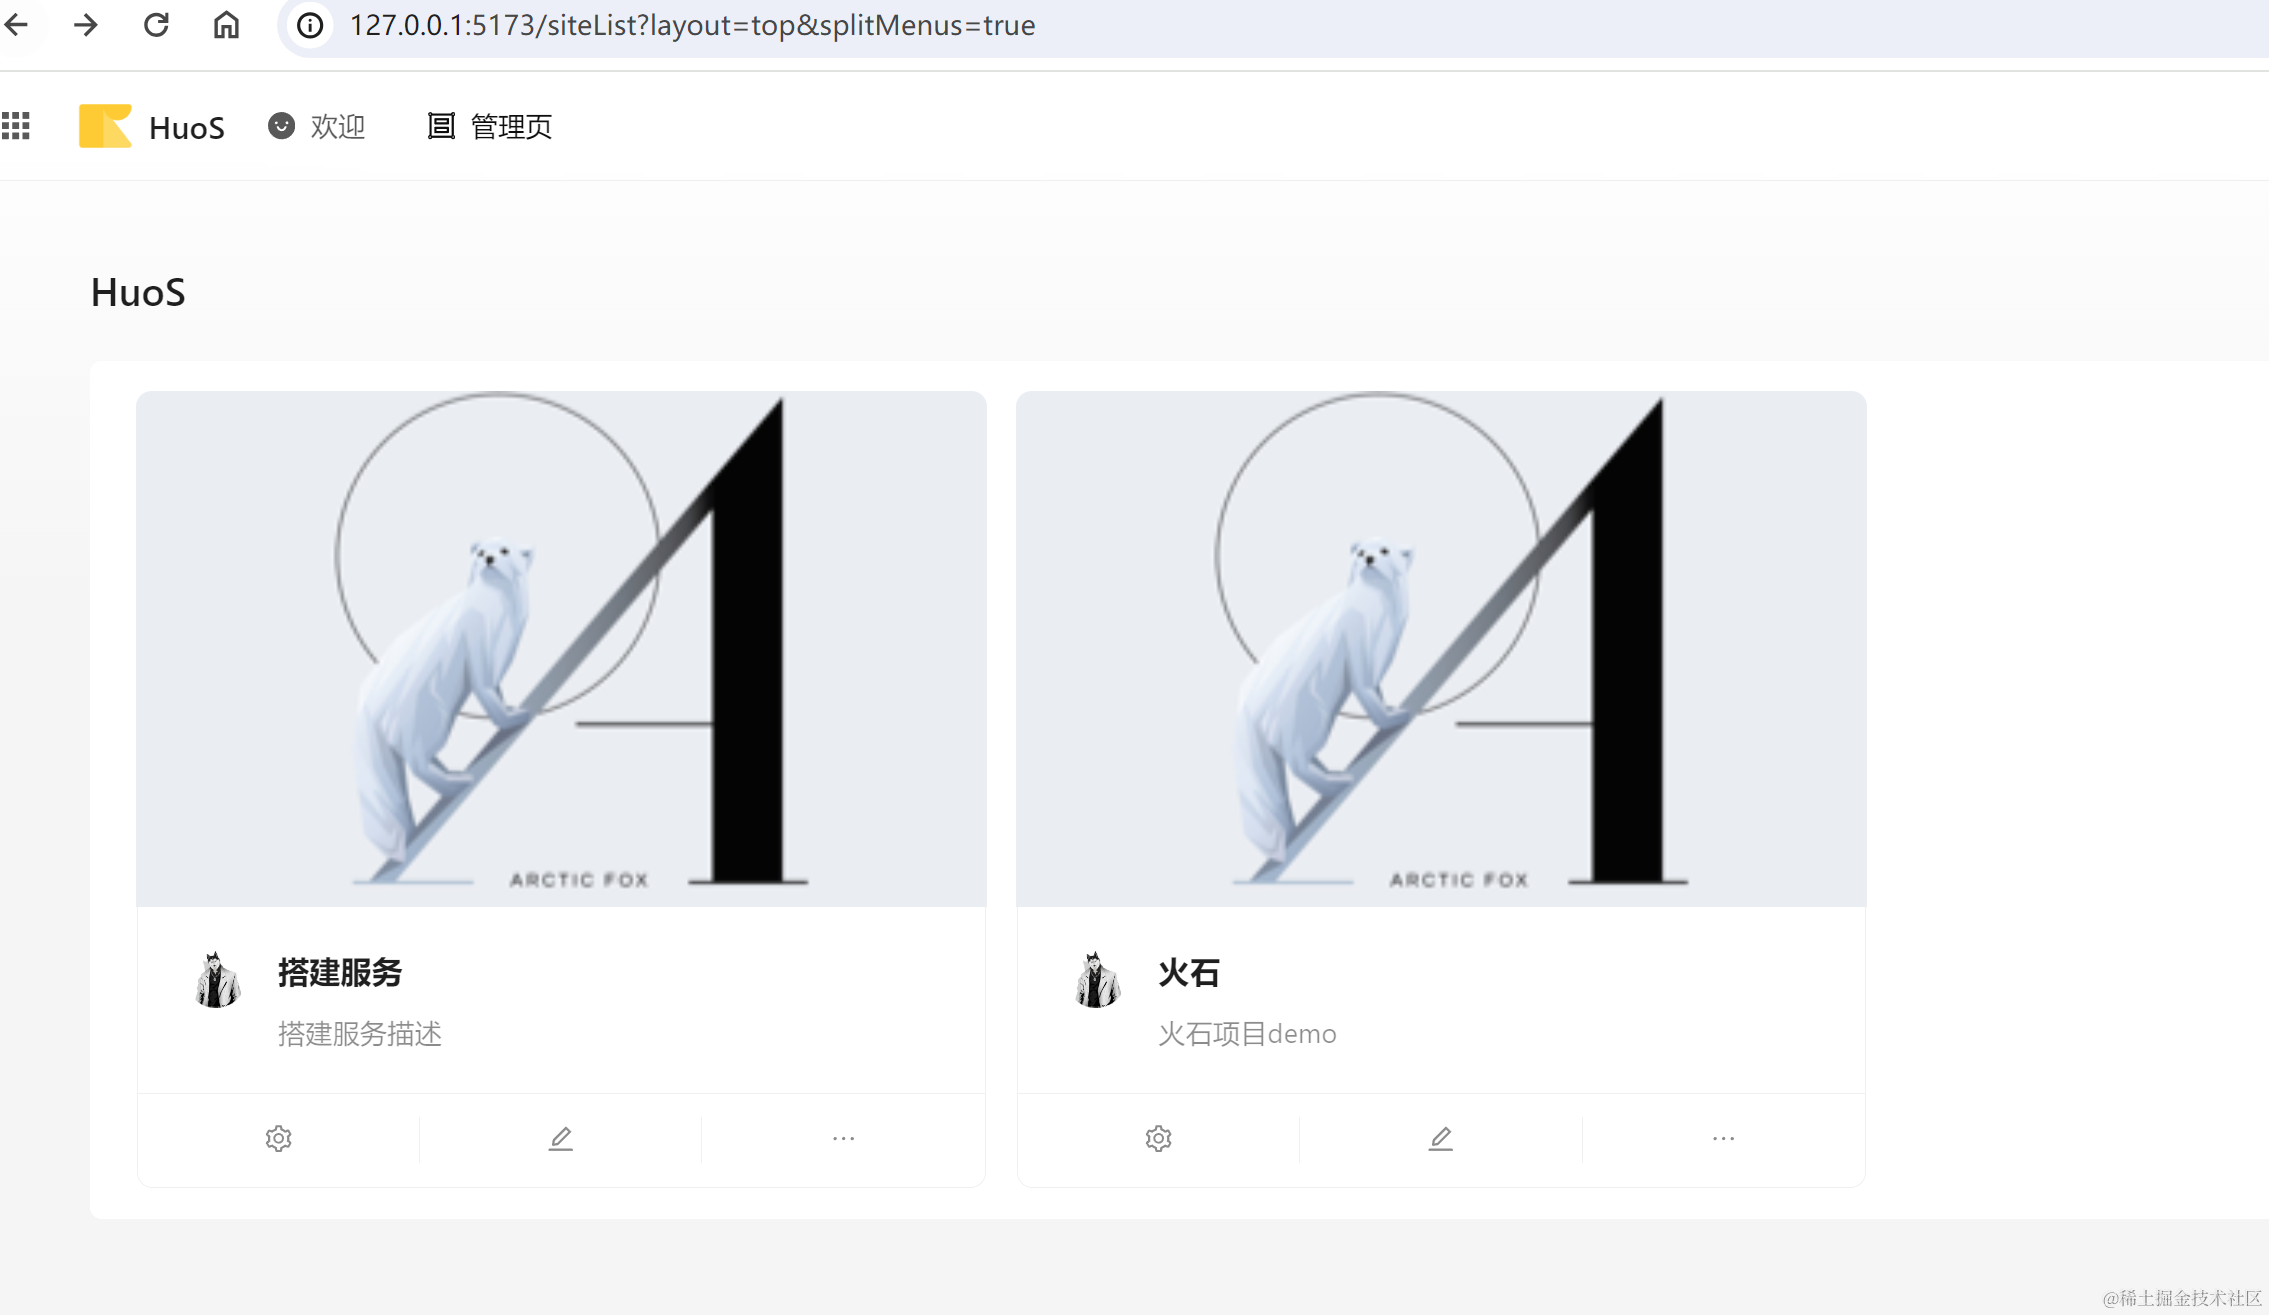 127.0.0.1:5173/siteList?layout=top&splitMenus=true
HuoS 欢迎 管理页
HuoS
ARCTIC FOX ARCTIC FOX
搭建服务 火石
搭建服务描述 火石项目demo
@稀土掘金技术社区